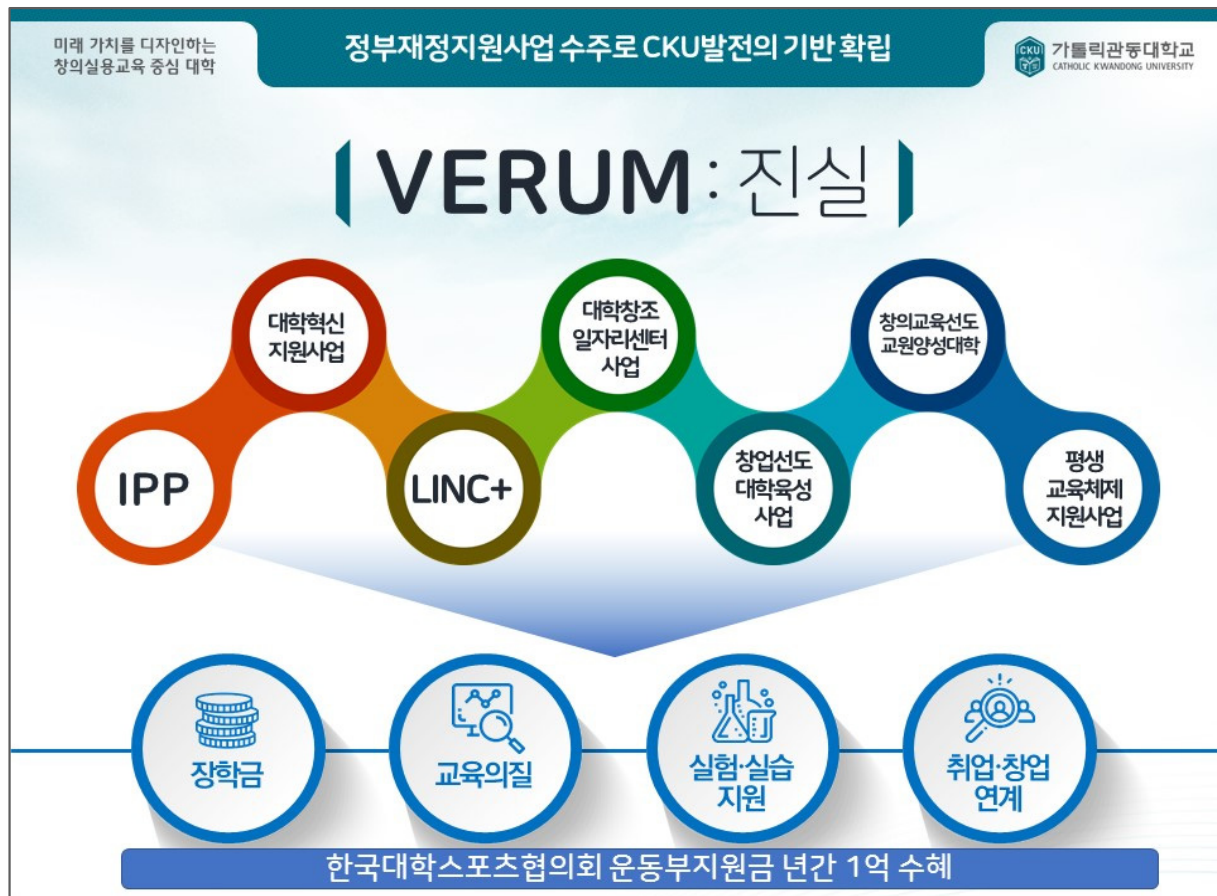 미래 가치를 디자인하는
창의실용교육 중심 대학
정부재정지원사업 수주로 CKU발전의 기반 확립
CKU
가톨릭관동대학교
CATHOLIC KWANDONG UNIVERSITY
VERUM : 진실
대학혁신
지원사업
대학창조
일자리센터
사업
창의교육선도
교원양성대학
IPP
LINC+
창업선도
대학육성
사업
평생
교육체제
지원사업
장학금
교육의질
실험·실습
지원
취업·창업
연계
한국대학스포츠협의회 운동부지원금 년간 1억 수혜